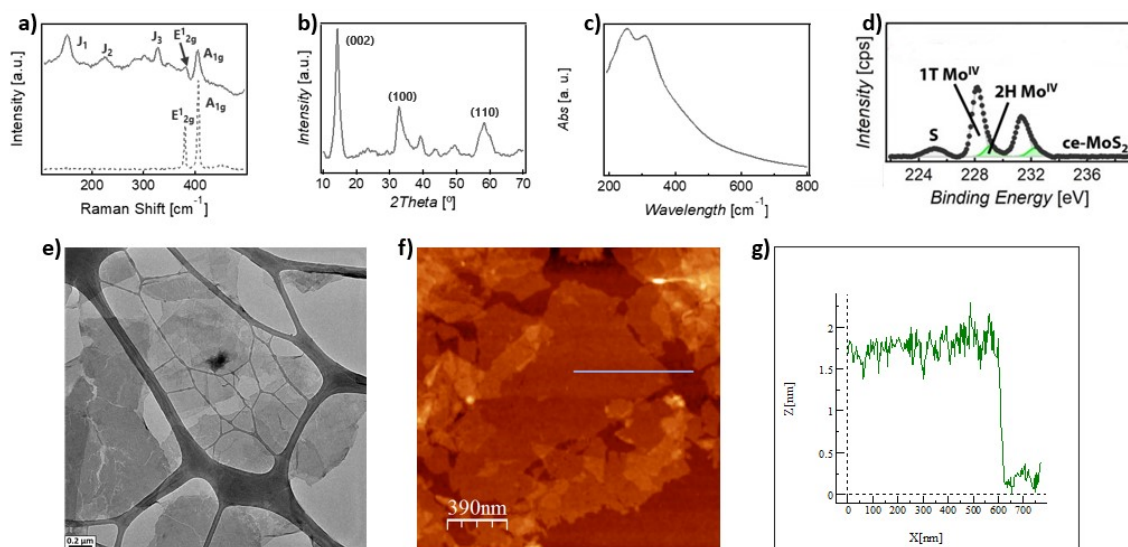 a)
J1
J2
J3
E12g
A1g
E12g
A1g
Intensity [a.u.]
200
300
400
Raman Shift [cm-1]
b)
(002)
(100)
(110)
Intensity [a.u.]
10
20
30
40
50
60
70
2Theta [º]
c)
Abs [a. u.]
200
400
600
800
Wavelength [cm-1]
d)
1T MoIV
2H MoIV
S
ce-MoS2
Intensity [cps]
224
228
232
236
Binding Energy [eV]
e)
0.2 µm
f)
390nm
g)
2
1.5
1
0.5
0
Z[nm]
0
100
200
300
400
500
600
700
X[nm]